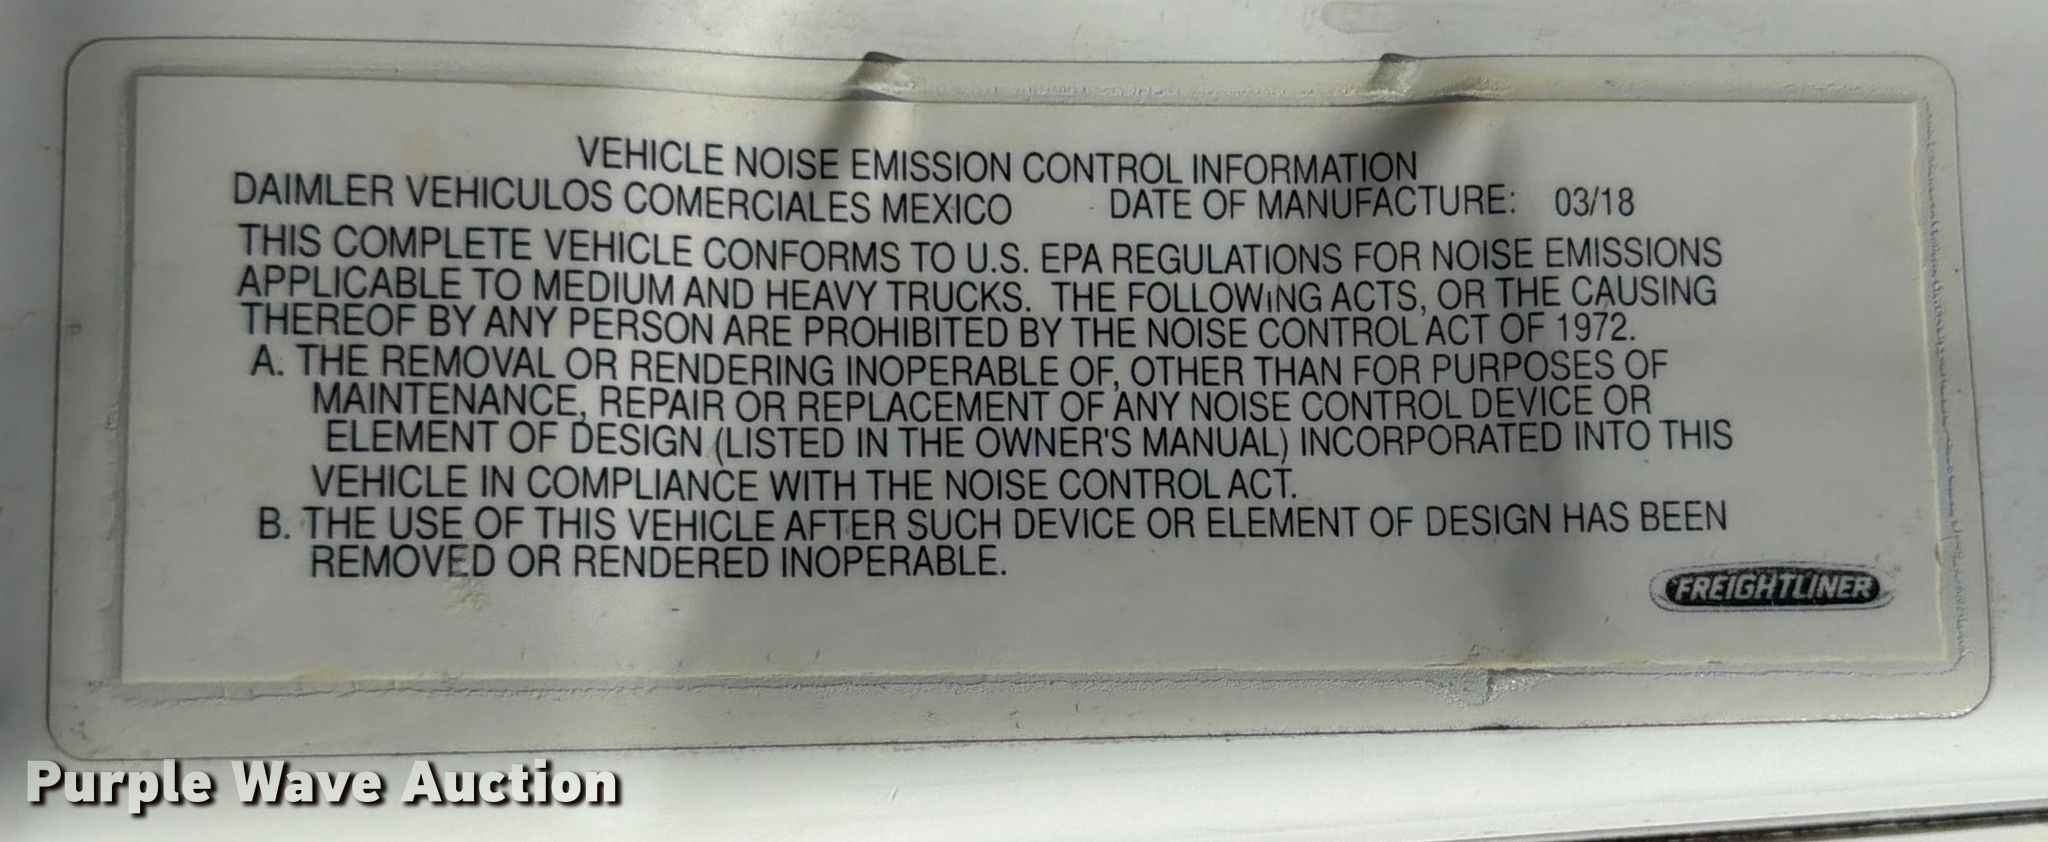 VEHICLE NOISE EMISSION CONTROL INFORMATION
DAIMLER VEHICULOS COMERCIALES MEXICO DATE OF MANUFACTURE: 03/18
THIS COMPLETE VEHICLE CONFORMS TO U.S. EPA REGULATIONS FOR NOISE EMISSIONS
APPLICABLE TO MEDIUM AND HEAVY TRUCKS. THE FOLLOWING ACTS, OR THE CAUSING
THEREOF BY ANY PERSON ARE PROHIBITED BY THE NOISE CONTROL ACT OF 1972.
A. THE REMOVAL OR RENDERING INOPERABLE OF, OTHER THAN FOR PURPOSES OF
MAINTENANCE, REPAIR OR REPLACEMENT OF ANY NOISE CONTROL DEVICE OR
ELEMENT OF DESIGN (LISTED IN THE OWNER'S MANUAL) INCORPORATED INTO THIS
VEHICLE IN COMPLIANCE WITH THE NOISE CONTROL ACT.
B. THE USE OF THIS VEHICLE AFTER SUCH DEVICE OR ELEMENT OF DESIGN HAS BEEN
REMOVED OR RENDERED INOPERABLE.
FREIGHTLINER
Purple Wave Auction